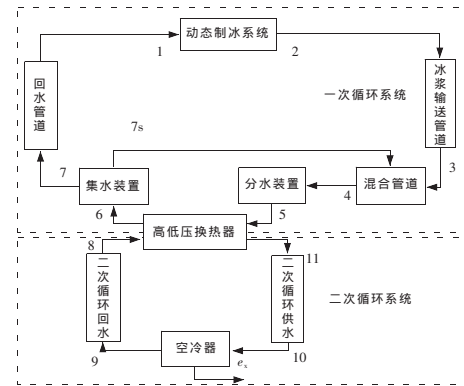 动态制冰系统
1
2
回水管道
冰浆输送管道
一次循环系统
7s
7
3
集水装置
分水装置
混合管道
4
6
5
高低压换热器
8
11
二次循环回水
二次循环供水
二次循环系统
空冷器
9
10
ex